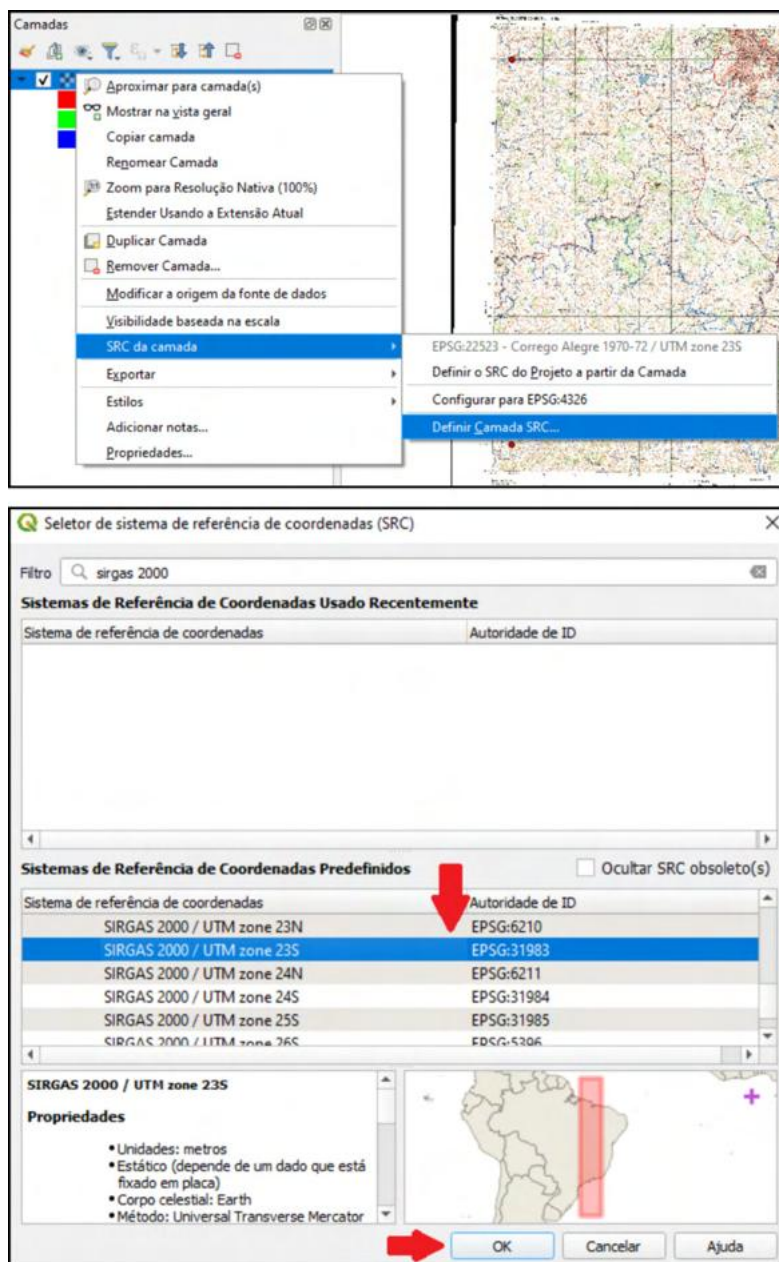 Camadas
Aproximar para camada(s)
Mostrar na vista geral
Copiar camada
Renomear Camada
Zoom para Resolução Nativa (100%)
Estender Usando a Extensão Atual
Duplicar Camada
Remover Camada...
Modificar a origem da fonte de dados
Visibilidade baseada na escala
SRC da camada
EPSG:22523 - Corrego Alegre 1970-72 / UTM zone 23S
Definir o SRC do Projeto a partir da Camada
Exportar
Configurar para EPSG:4326
Estilos
Adicionar notas...
Definir Camada SRC...
Propriedades...
Seletor de sistema de referência de coordenadas (SRC)
Filtro sirgas 2000
Sistemas de Referência de Coordenadas Usado Recentemente
Sistema de referência de coordenadas Autoridade de ID
Sistemas de Referência de Coordenadas Predefinidos Ocultar SRC obsoleto(s)
Sistema de referência de coordenadas Autoridade de ID
SIRGAS 2000 / UTM zone 23N EPSG:6210
SIRGAS 2000 / UTM zone 23S EPSG:31983
SIRGAS 2000 / UTM zone 24N EPSG:6211
SIRGAS 2000 / UTM zone 24S EPSG:31984
SIRGAS 2000 / UTM zone 25S EPSG:31985
SIRGAS 2000 / UTM zone 26S EPSG:5396
SIRGAS 2000 / UTM zone 23S
Propriedades
•Unidades: metros
•Estático (depende de um dado que está
fixado em placa)
•Corpo celestial: Earth
•Método: Universal Transverse Mercator
OK Cancelar Ajuda